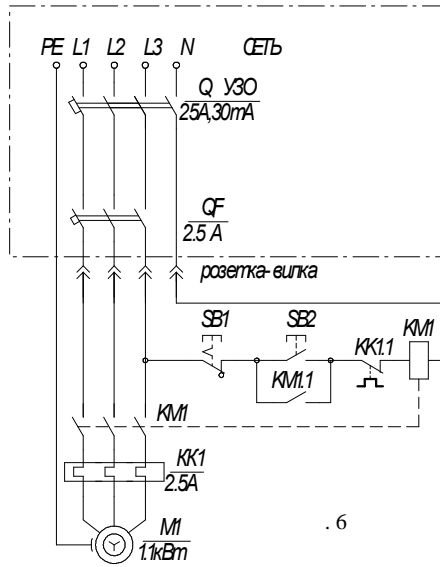 PE L1 L2 L3 N СЕТЬ
Q УЗО
25A,30mA
QF
2.5 A
розетка-вилка
SB1 SB2 KM1
KK1.1
KM1.1
KM1
KK1
2.5A
M1
1.1кВт
. 6